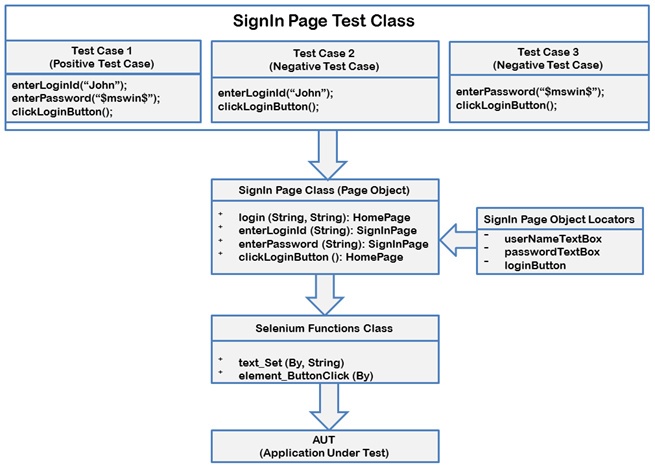 SignIn Page Test Class
Test Case 1
(Positive Test Case)
enterLoginId(“John”);
enterPassword(“$mswin$”);
clickLoginButton();
Test Case 2
(Negative Test Case)
enterLoginId(“John”);
clickLoginButton();
Test Case 3
(Negative Test Case)
enterPassword(“$mswin$”);
clickLoginButton();
SignIn Page Class (Page Object)
+ login (String, String): HomePage
+ enterLoginId (String): SignInPage
+ enterPassword (String): SignInPage
+ clickLoginButton (): HomePage
SignIn Page Object Locators
- userNameTextBox
- passwordTextBox
- loginButton
Selenium Functions Class
+ text_Set (By, String)
+ element_ButtonClick (By)
AUT
(Application Under Test)